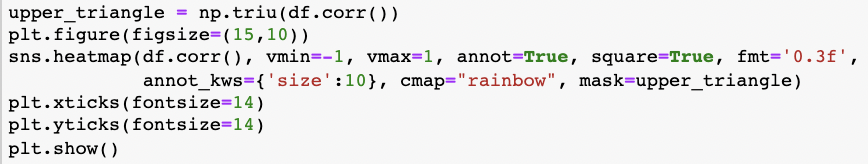 upper_triangle = np.triu(df.corr())
plt.figure(figsize=(15,10))
sns.heatmap(df.corr(), vmin=-1, vmax=1, annot=True, square=True, fmt='0.3f',
            annot_kws={'size':10}, cmap="rainbow", mask=upper_triangle)
plt.xticks(fontsize=14)
plt.yticks(fontsize=14)
plt.show()